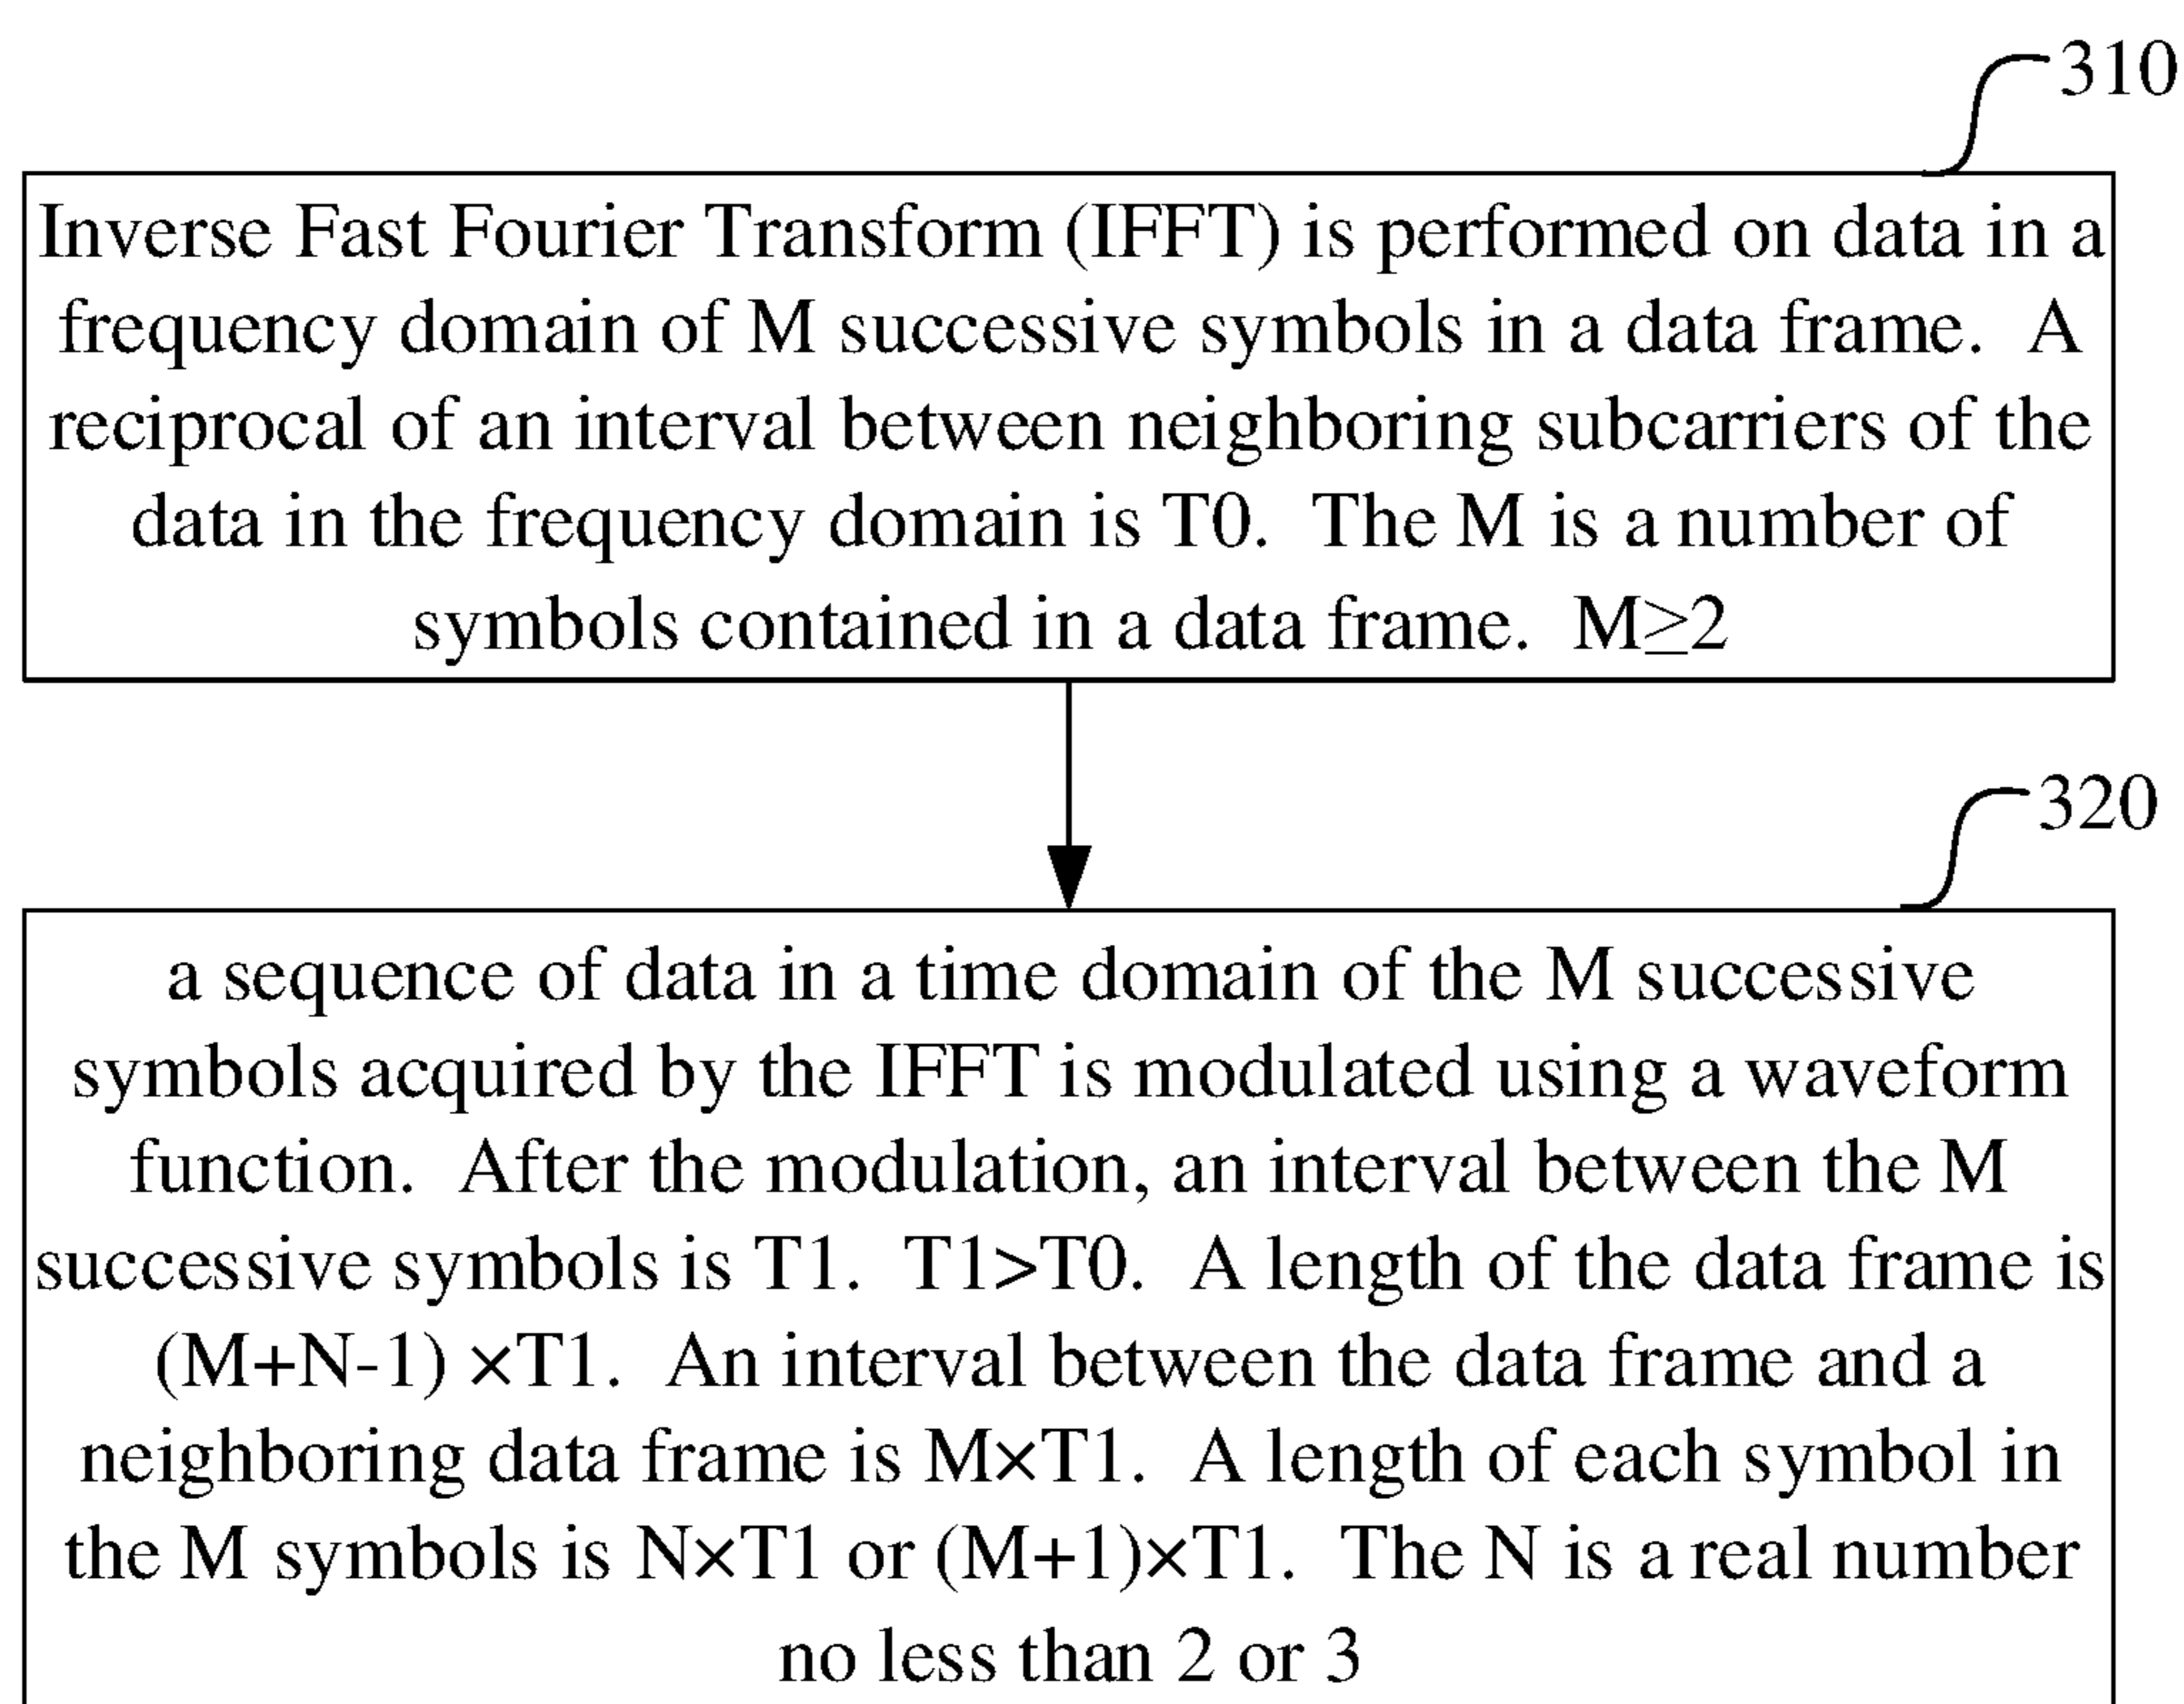 310
Inverse Fast Fourier Transform (IFFT) is performed on data in a
frequency domain of M successive symbols in a data frame. A
reciprocal of an interval between neighboring subcarriers of the
data in the frequency domain is T0. The M is a number of
symbols contained in a data frame. M≥2
320
a sequence of data in a time domain of the M successive
symbols acquired by the IFFT is modulated using a waveform
function. After the modulation, an interval between the M
successive symbols is T1. T1>T0. A length of the data frame is
(M+N-1) ×T1. An interval between the data frame and a
neighboring data frame is M×T1. A length of each symbol in
the M symbols is N×T1 or (M+1)×T1. The N is a real number
no less than 2 or 3